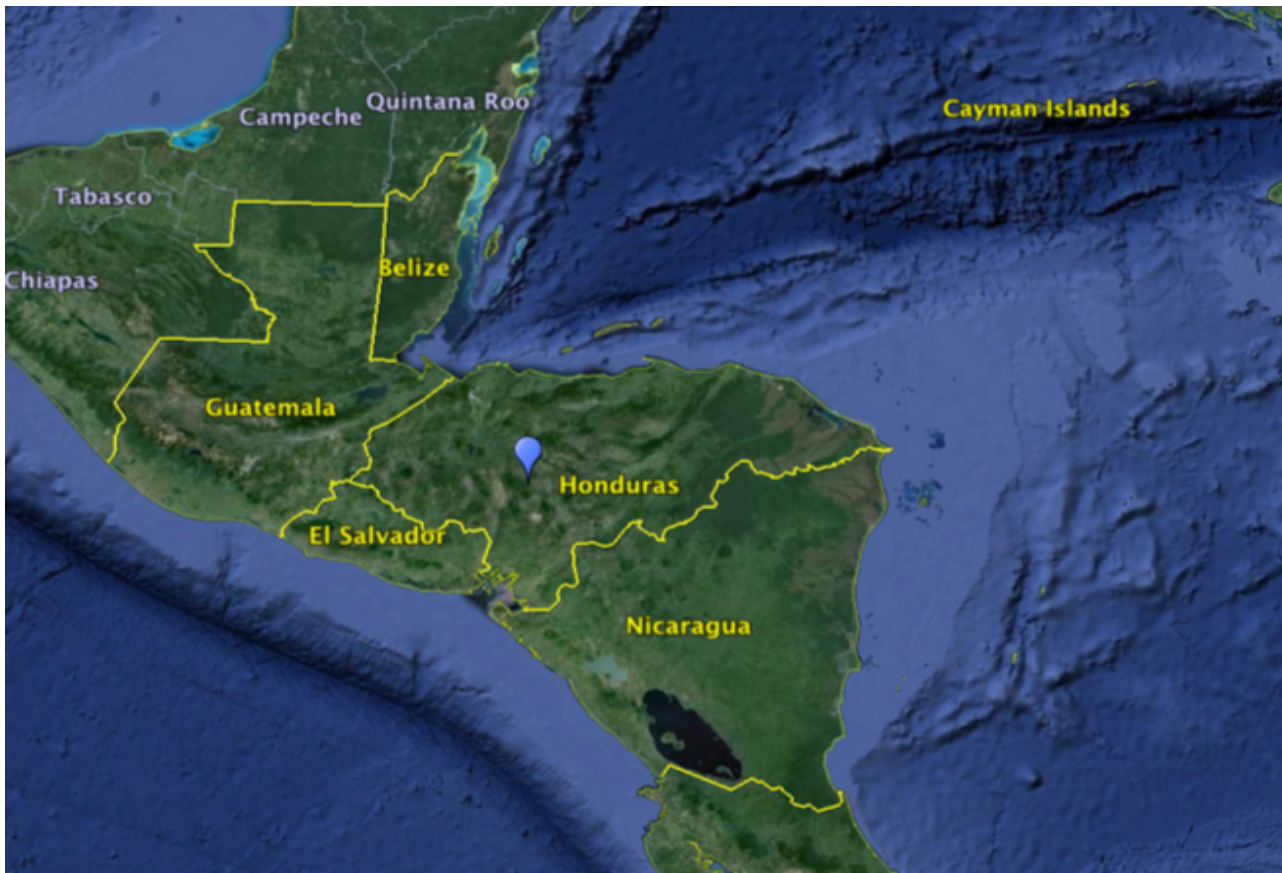 Quintana Roo
Campeche
Cayman Islands
Tabasco
Belize
Chiapas
Guatemala
Honduras
El Salvador
Nicaragua